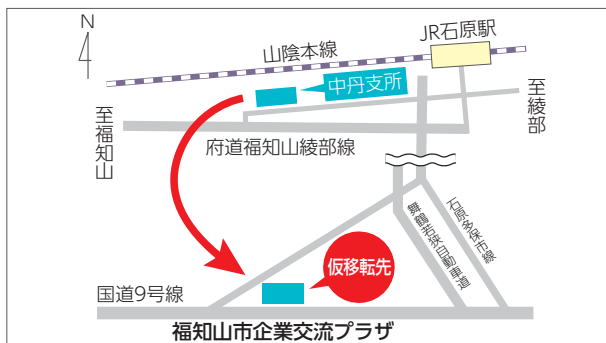 N
JR石原駅
山陰本線
中丹支所
至福知山
至綾部
府道福知山綾部線
石原多保市線
舞鶴若狭自動車道
仮移転先
国道9号線
福知山市企業交流プラザ